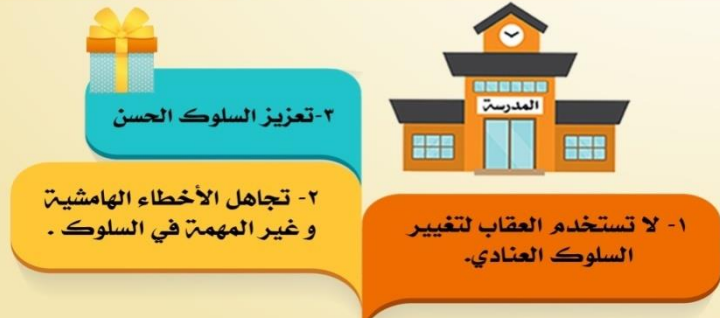 المدرسة
١- لا تستخدم العقاب لتغيير
السلوك العنادي.
٢- تجاهل الأخطاء الهامشية
و غير المهمة في السلوك .
٣-تعزيز السلوك الحسن